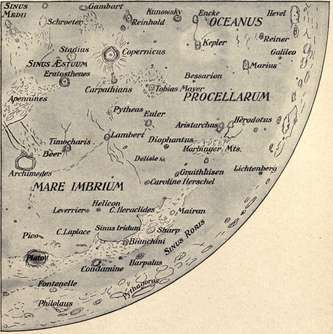 SINUS MEDII
Gambart
Schroeter
Kunowsky
Reinhold
Encke
OCEANUS
Hevel
Kepler
Reiner
Galileo
Stadius
Copernicus
Marius
SINUS ÆSTUUM
Eratosthenes
Bessarion
Carpathians
Tobias Mayer
PROCELLARUM
Apennines
Pytheas
Euler
Aristarchus
Herodotus
Lambert
Timocharis
Diophantus
Harbinger Mts.
Beer
Delisle
Archimedes
Gruithuisen
Lichtenberg
Caroline Herschel
MARE IMBRIUM
Helicon
Leverrier
C. Heraclides
Mairan
C. Laplace
Sinus Iridum
Sharp
Pico
Bianchini
SINUS RORIS
Plato
Condamine
Harpalus
Fontenelle
Pythagoras
Philolaus